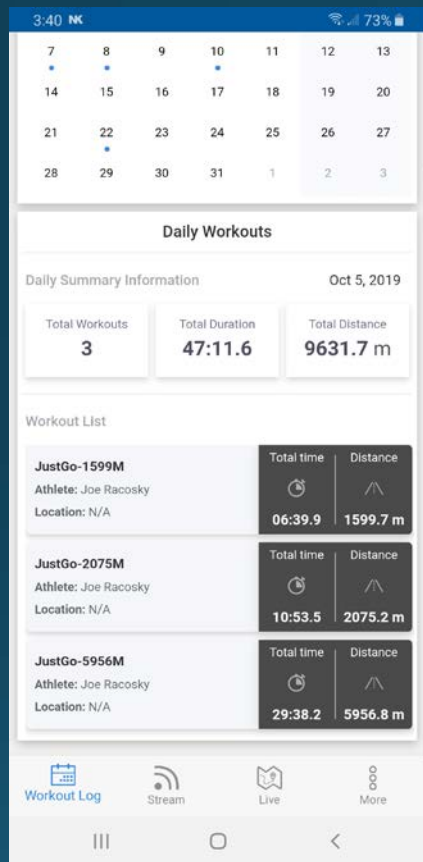 3:40 NK 73%
7 8 9 10 11 12 13
14 15 16 17 18 19 20
21 22 23 24 25 26 27
28 29 30 31 1 2 3
Daily Workouts
Daily Summary Information Oct 5, 2019
Total Workouts Total Duration Total Distance
3 47:11.6 9631.7 m
Workout List
JustGo-1599M
Athlete: Joe Racosky
Location: N/A
Total time Distance
06:39.9 1599.7 m
JustGo-2075M
Athlete: Joe Racosky
Location: N/A
Total time Distance
10:53.5 2075.2 m
JustGo-5956M
Athlete: Joe Racosky
Location: N/A
Total time Distance
29:38.2 5956.8 m
Workout Log Stream Live More